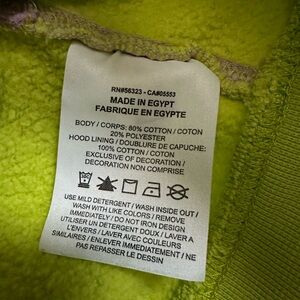 RN#56323 - CA#05553
MADE IN EGYPT
FABRIQUE EN EGYPTE
BODY / CORPS: 80% COTTON / COTON
20% POLYESTER
HOOD LINING / DOUBLURE DE CAPUCHE:
100% COTTON / COTON
EXCLUSIVE OF DECORATION /
DECORATION NON COMPRISE
USE MILD DETERGENT / WASH INSIDE OUT /
WASH WITH LIKE COLORS / REMOVE
IMMEDIATELY / DO NOT IRON DESIGN
UTILISER UN DETERGENT DOUX / LAVER A
L'ENVERS / LAVER AVEC COULEURS
SIMILAIRES / ENLEVER IMMEDIATEMENT / NE
PAS REPASSER LE DESSIN